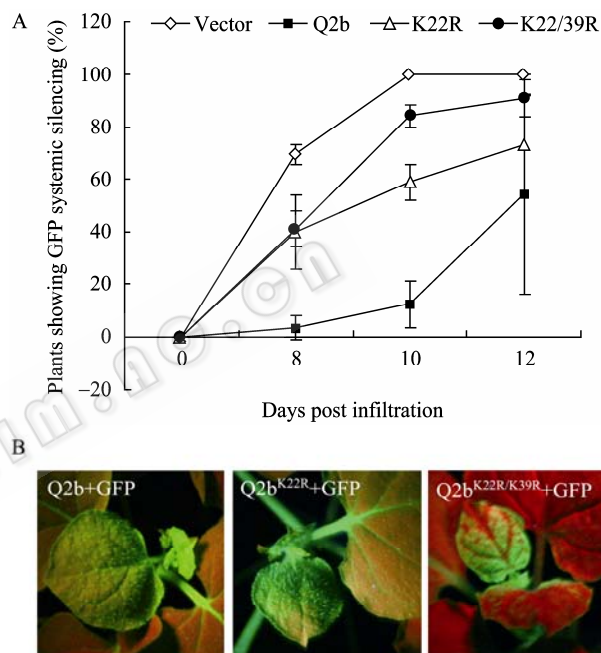 A
Vector Q2b K22R K22/39R
Plants showing GFP systemic silencing (%)
120
100
80
60
40
20
0
–20
0 8 10 12
Days post infiltration
B
Q2b+GFP Q2bK22R+GFP Q2bK22R/K39R+GFP